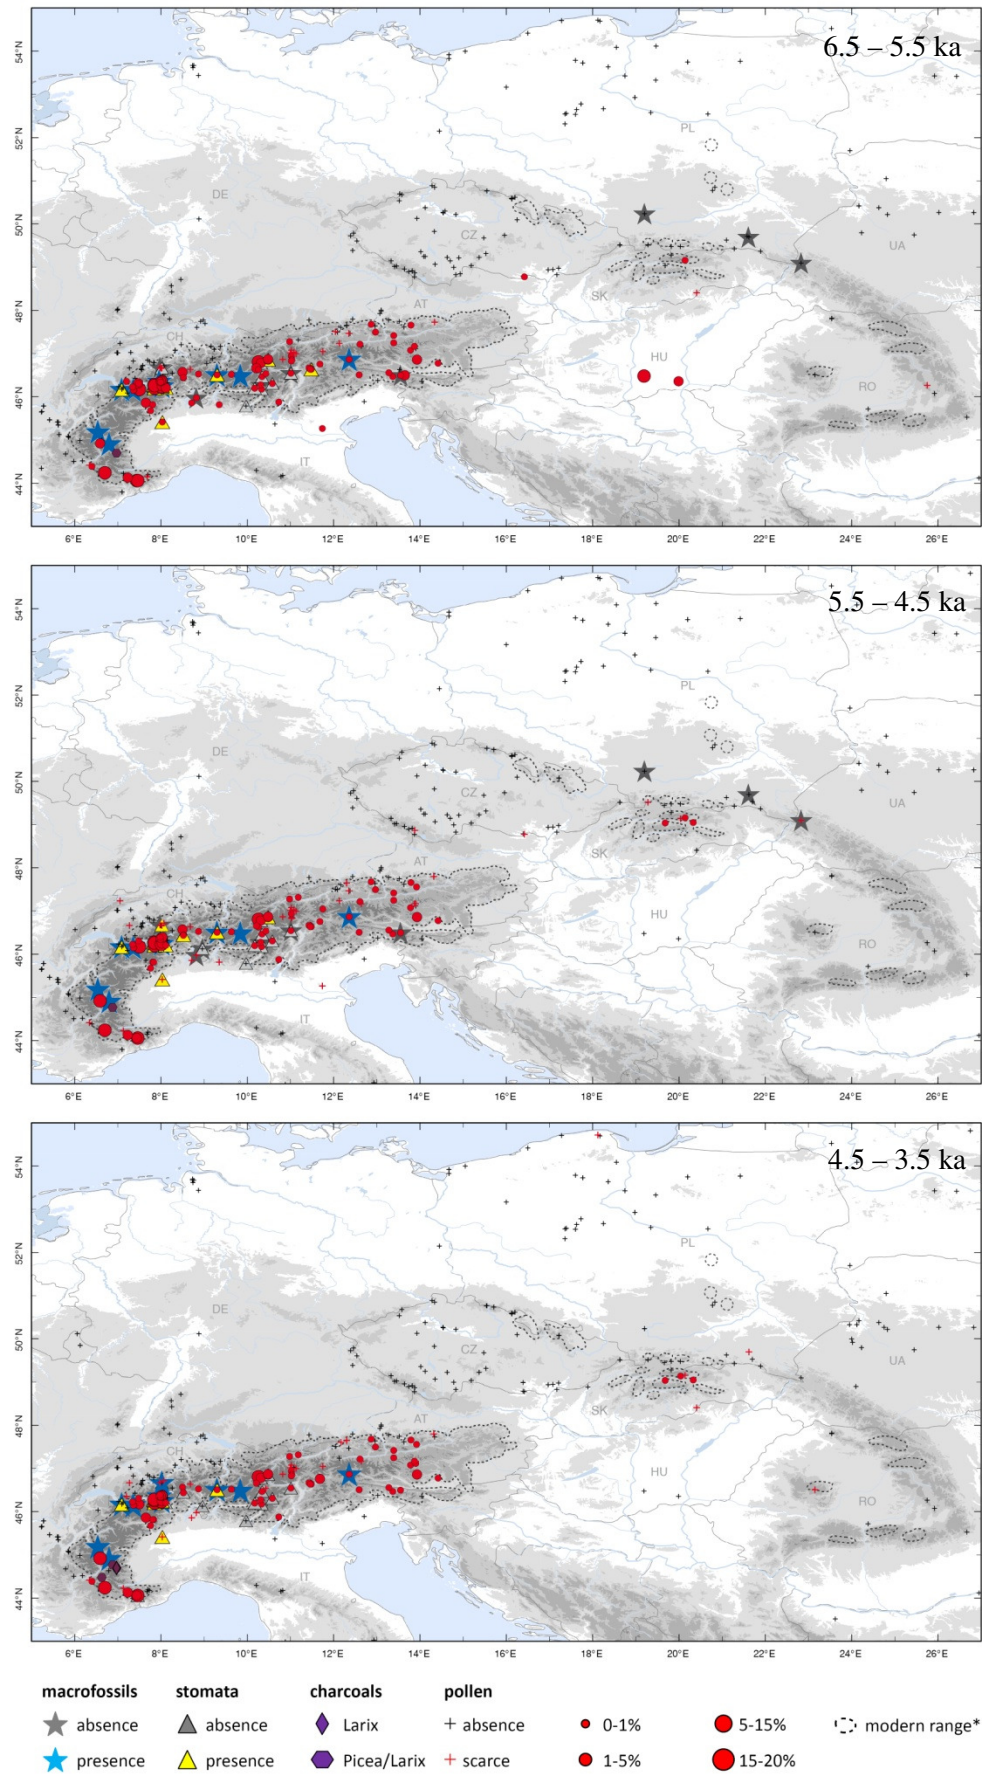 6.5 – 5.5 ka
54°N
52°N
50°N
48°N
46°N
44°N
PL
DE
CZ
UA
SK
AT
CH
HU
RO
IT
6°E 8°E 10°E 12°E 14°E 16°E 18°E 20°E 22°E 24°E 26°E
5.5 – 4.5 ka
54°N
52°N
50°N
48°N
46°N
44°N
PL
DE
CZ
UA
SK
AT
CH
HU
RO
IT
6°E 8°E 10°E 12°E 14°E 16°E 18°E 20°E 22°E 24°E 26°E
4.5 – 3.5 ka
54°N
52°N
50°N
48°N
46°N
44°N
PL
DE
CZ
UA
SK
AT
CH
HU
RO
IT
6°E 8°E 10°E 12°E 14°E 16°E 18°E 20°E 22°E 24°E 26°E
macrofossils stomata charcoals pollen
absence absence Larix absence 0-1% 5-15% modern range*
presence presence Picea/Larix scarce 1-5% 15-20%